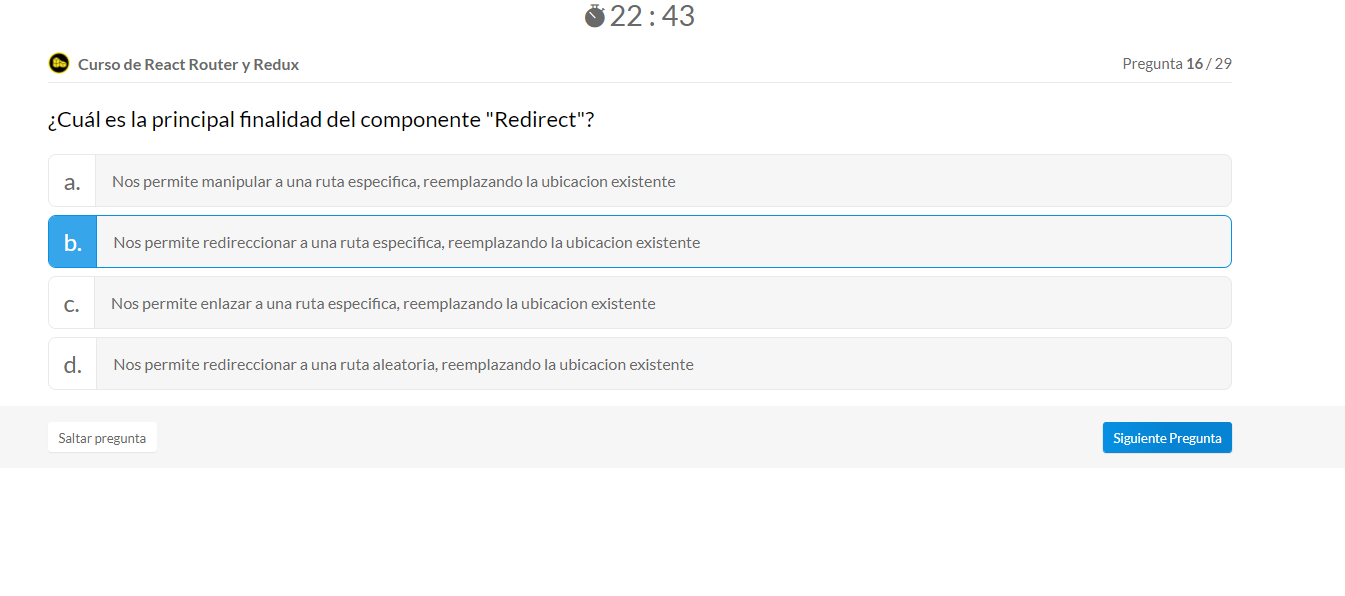 22 : 43
Curso de React Router y Redux
Pregunta 16 / 29
¿Cuál es la principal finalidad del componente "Redirect"?
a. Nos permite manipular a una ruta especifica, reemplazando la ubicacion existente
b. Nos permite redireccionar a una ruta especifica, reemplazando la ubicacion existente
c. Nos permite enlazar a una ruta especifica, reemplazando la ubicacion existente
d. Nos permite redireccionar a una ruta aleatoria, reemplazando la ubicacion existente
Saltar pregunta
Siguiente Pregunta